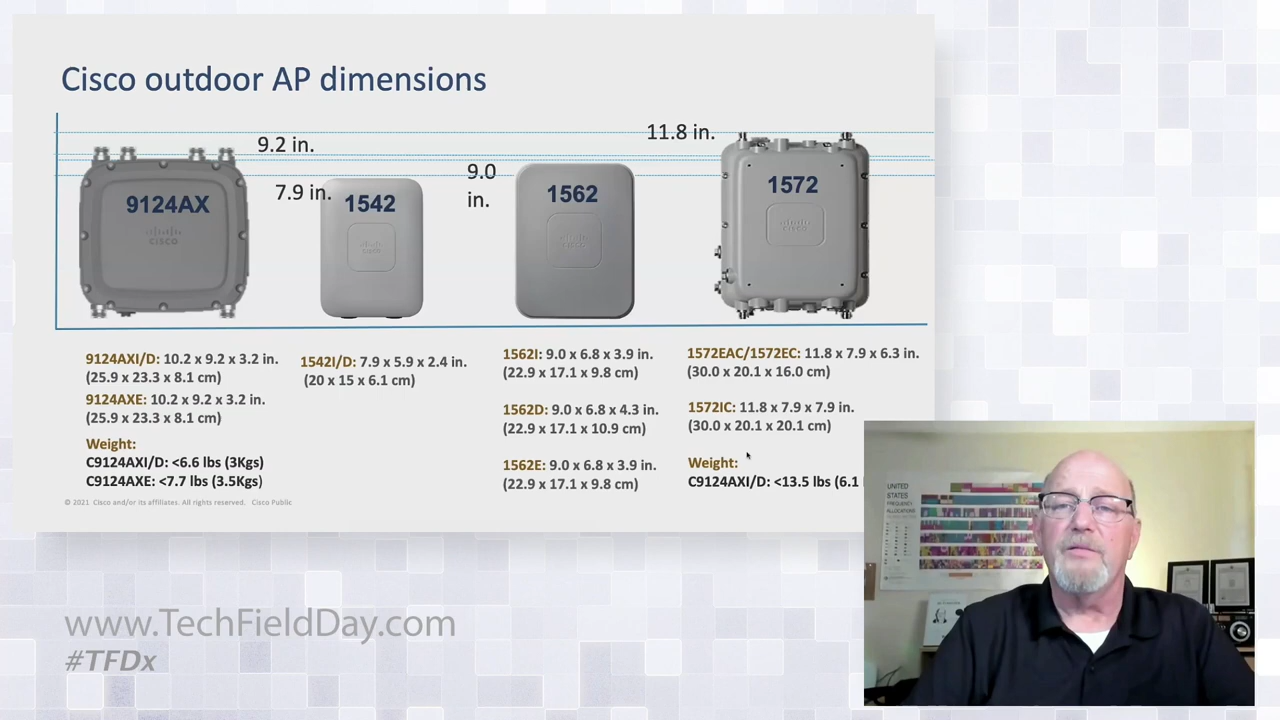 Cisco outdoor AP dimensions
9.2 in.
7.9 in.
9.0
in.
11.8 in.
9124AX
CISCO
1542
1562
1572
9124AXI/D: 10.2 x 9.2 x 3.2 in.
(25.9 x 23.3 x 8.1 cm)
9124AXE: 10.2 x 9.2 x 3.2 in.
(25.9 x 23.3 x 8.1 cm)
Weight:
C9124AXI/D: <6.6 lbs (3Kgs)
C9124AXE: <7.7 lbs (3.5Kgs)
1542I/D: 7.9 x 5.9 x 2.4 in.
(20 x 15 x 6.1 cm)
1562I: 9.0 x 6.8 x 3.9 in.
(22.9 x 17.1 x 9.8 cm)
1562D: 9.0 x 6.8 x 4.3 in.
(22.9 x 17.1 x 10.9 cm)
1562E: 9.0 x 6.8 x 3.9 in.
(22.9 x 17.1 x 9.8 cm)
1572EAC/1572EC: 11.8 x 7.9 x 6.3 in.
(30.0 x 20.1 x 16.0 cm)
1572IC: 11.8 x 7.9 x 7.9 in.
(30.0 x 20.1 x 20.1 cm)
Weight:
C9124AXI/D: <13.5 lbs (6.1
© 2021 Cisco and/or its affiliates. All rights reserved. Cisco Public
UNITED
STATES
FREQUENCY
ALLOCATIONS
www.TechFieldDay.com
#TFDx